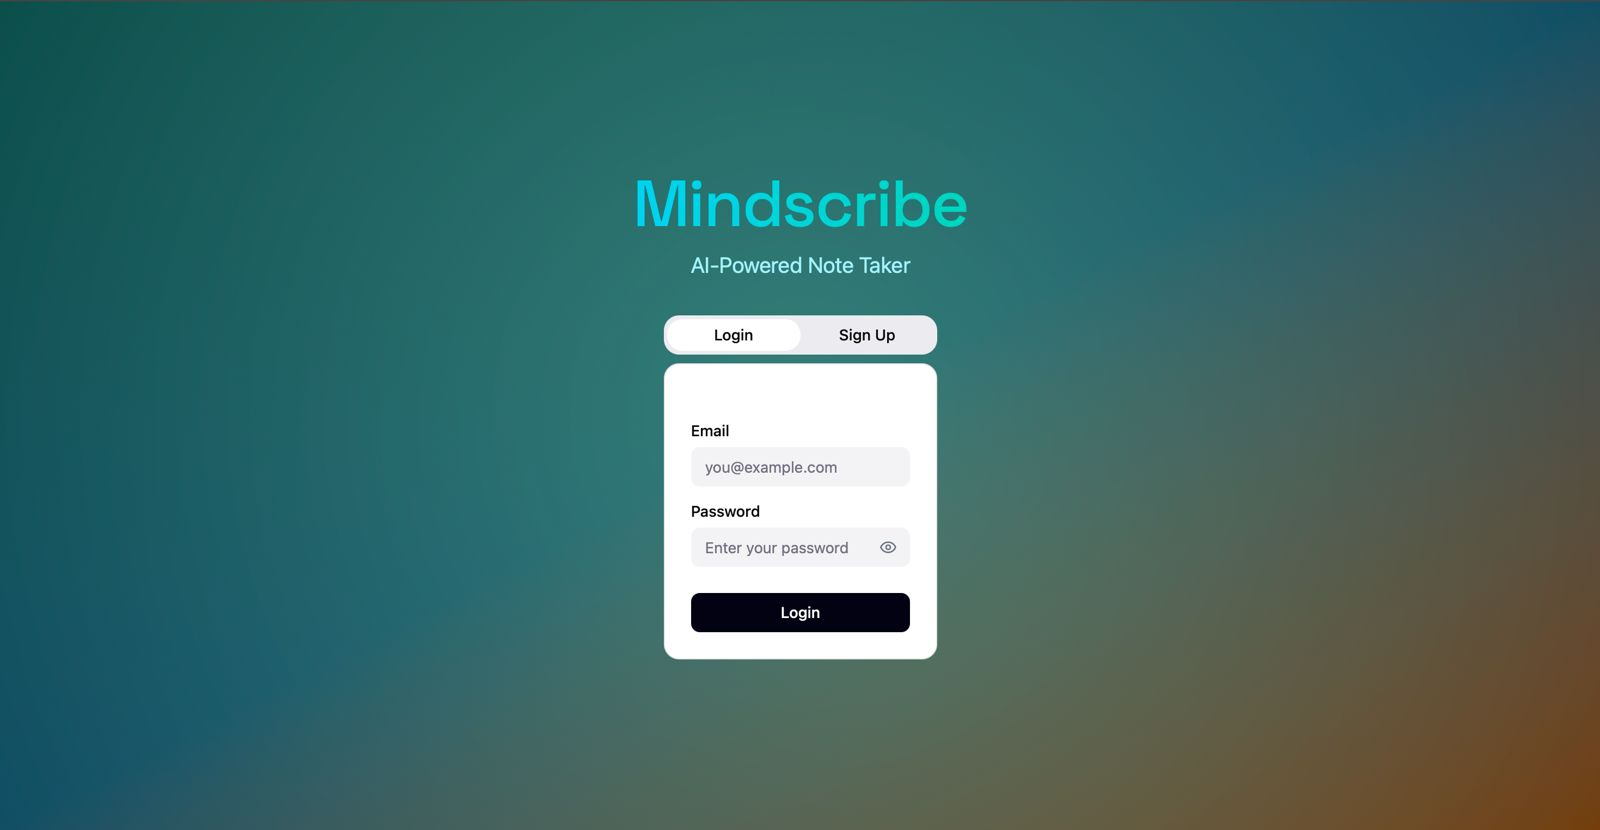 Mindscribe
AI-Powered Note Taker
Login Sign Up
Email
you@example.com
Password
Enter your password
Login